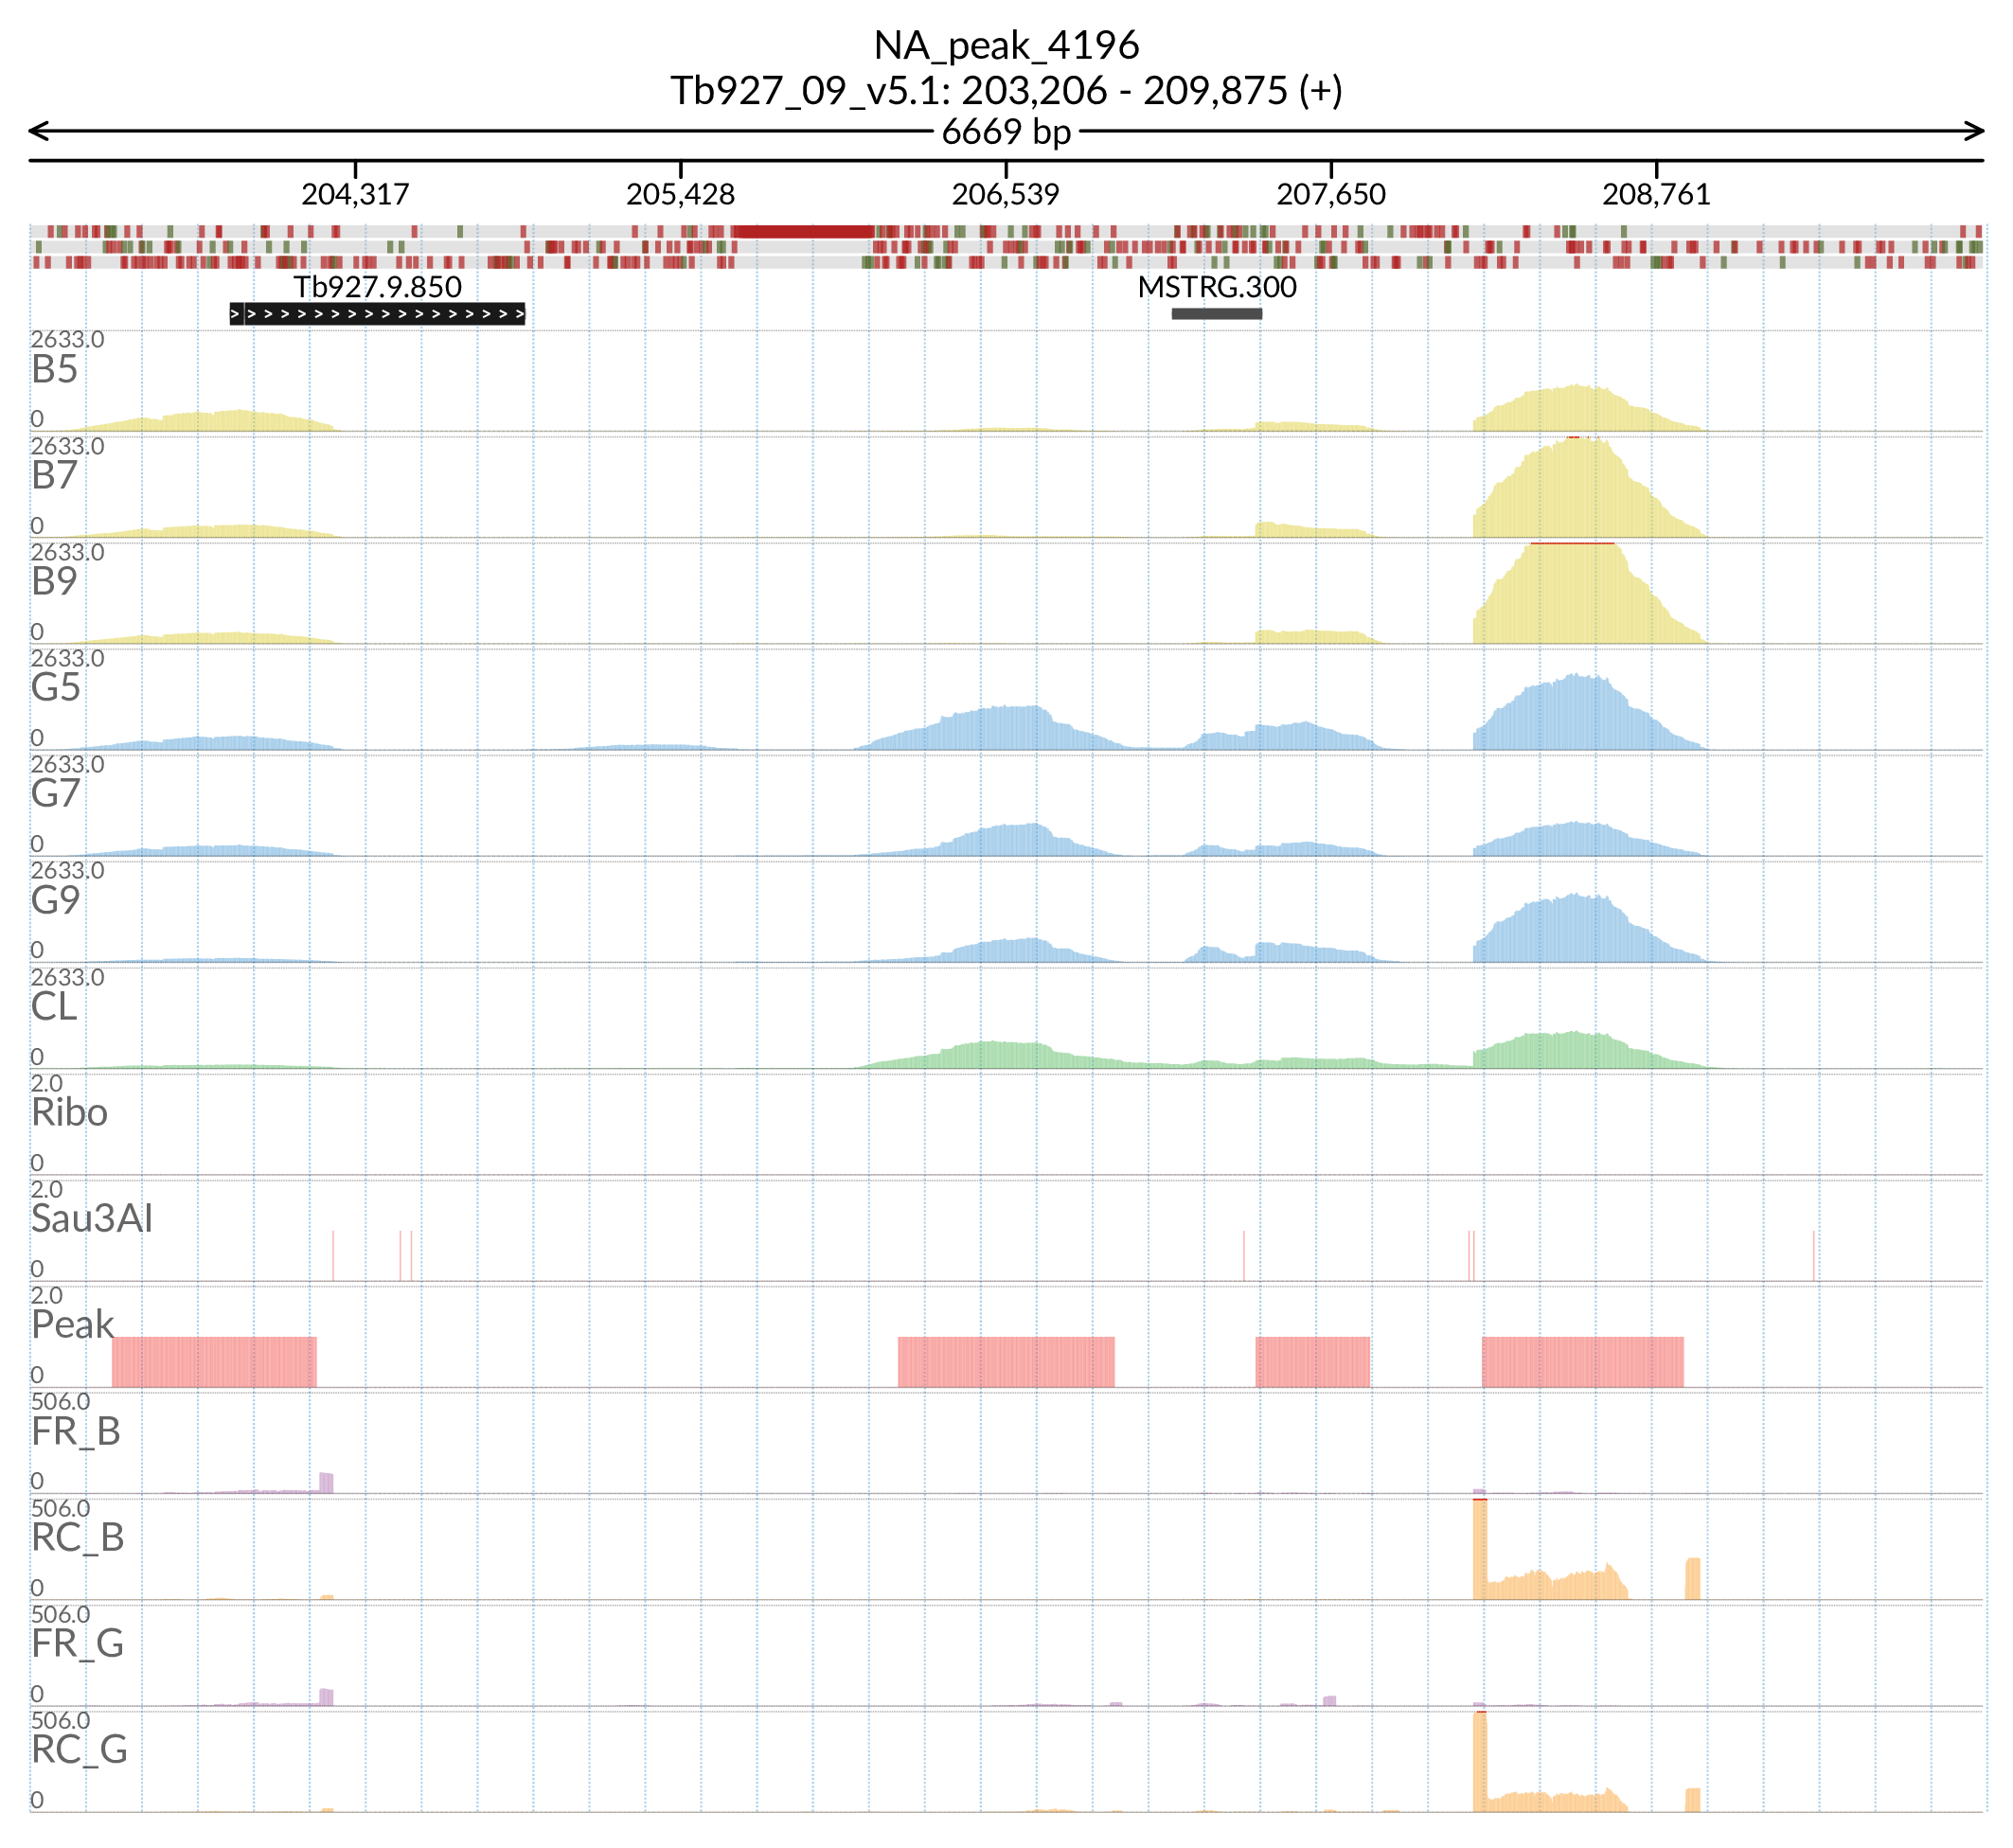 NA_peak_4196
Tb927_09_v5.1: 203,206 - 209,875 (+)
6669 bp
204,317 205,428 206,539 207,650 208,761
Tb927.9.850 MSTRG.300
2633.0
B5
0
2633.0
B7
0
2633.0
B9
0
2633.0
G5
0
2633.0
G7
0
2633.0
G9
0
2633.0
CL
0
2.0
Ribo
0
2.0
Sau3AI
0
2.0
Peak
0
506.0
FR_B
0
506.0
RC_B
0
506.0
FR_G
0
506.0
RC_G
0